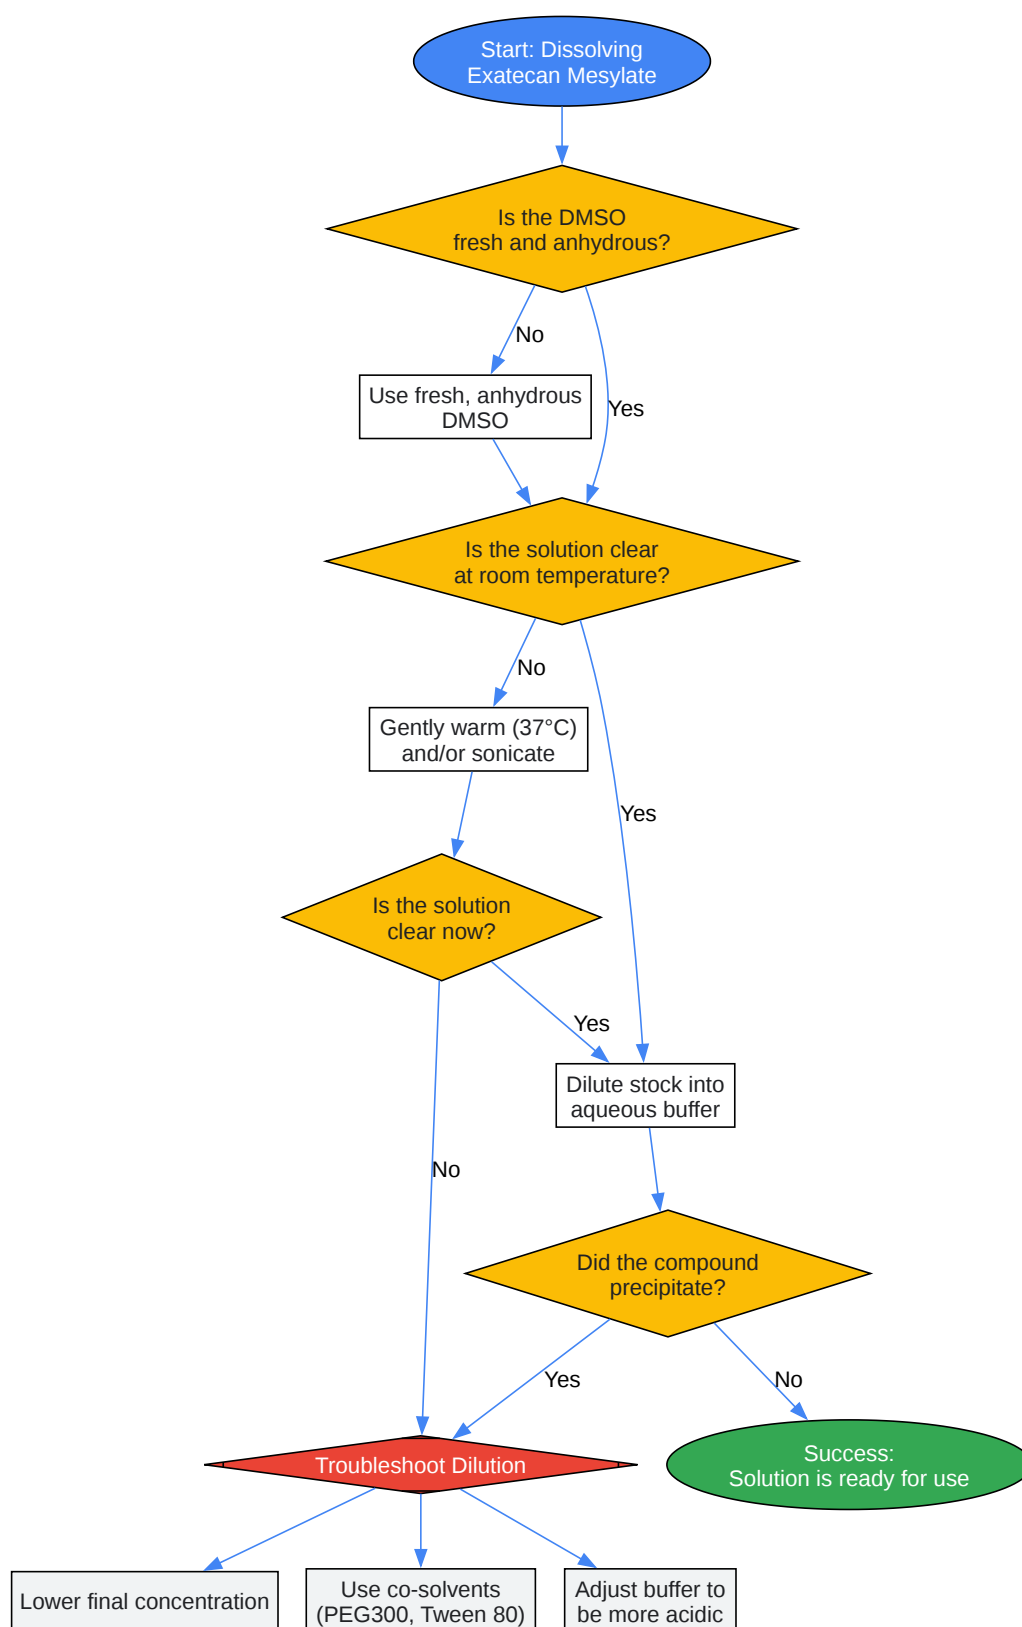 Start: Dissolving
Exatecan Mesylate
Is the DMSO
fresh and anhydrous?
No
Use fresh, anhydrous
DMSO
Yes
Is the solution clear
at room temperature?
No
Gently warm (37°C)
and/or sonicate
Yes
Is the solution
clear now?
Yes
Dilute stock into
aqueous buffer
No
Did the compound
precipitate?
Yes
No
Troubleshoot Dilution
Success:
Solution is ready for use
Lower final concentration
Use co-solvents
(PEG300, Tween 80)
Adjust buffer to
be more acidic